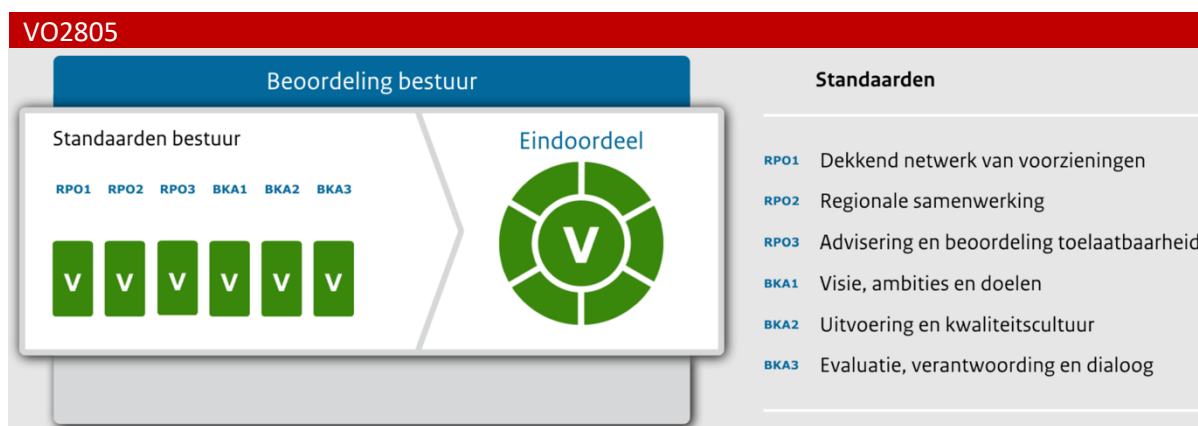 VO2805
Beoordeling bestuur
Standaarden bestuur
RPO1 RPO2 RPO3 BKA1 BKA2 BKA3
V V V V V V
Eindoordeel
V
Standaarden
RPO1 Dekkend netwerk van voorzieningen
RPO2 Regionale samenwerking
RPO3 Advisering en beoordeling toelaatbaarheid
BKA1 Visie, ambities en doelen
BKA2 Uitvoering en kwaliteitscultuur
BKA3 Evaluatie, verantwoording en dialoog